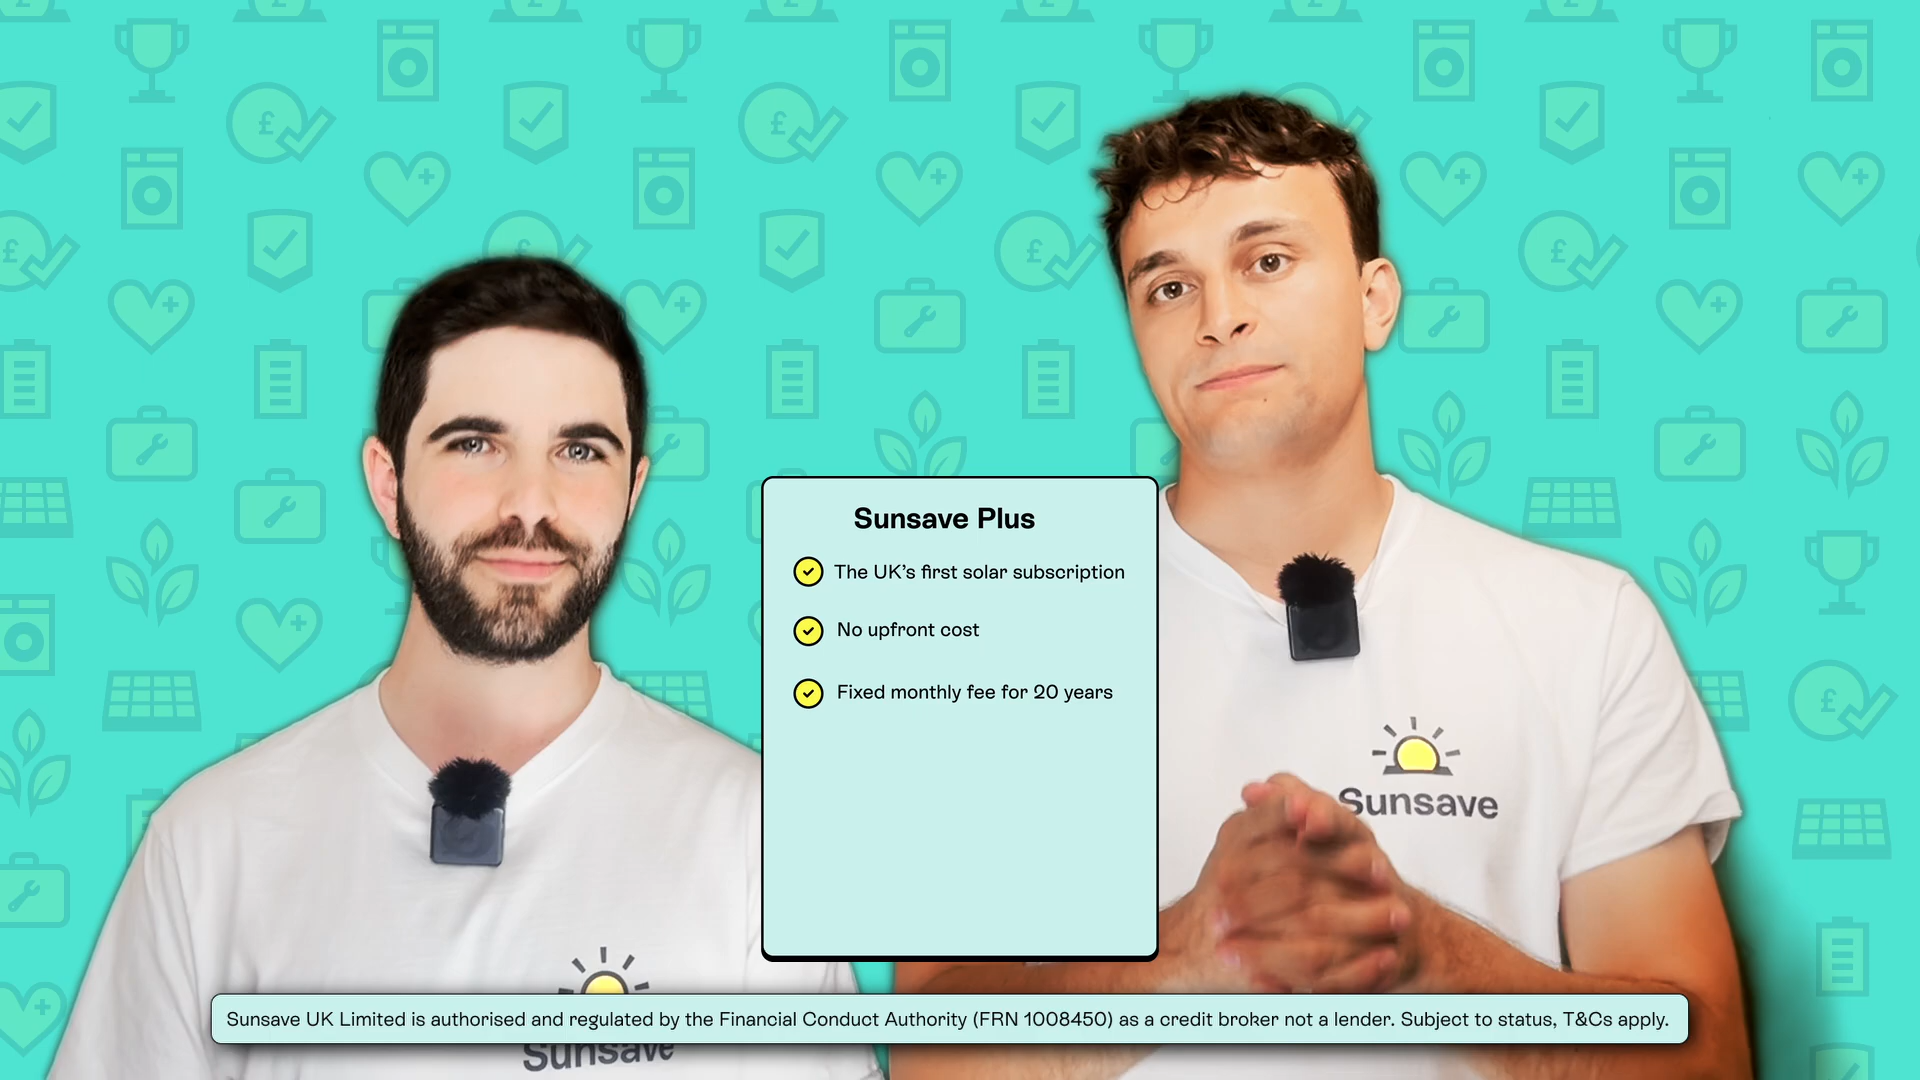 Sunsave Plus
The UK's first solar subscription
No upfront cost
Fixed monthly fee for 20 years
Sunsave
Sunsave UK Limited is authorised and regulated by the Financial Conduct Authority (FRN 1008450) as a credit broker not a lender. Subject to status, T&Cs apply.
Sunsave